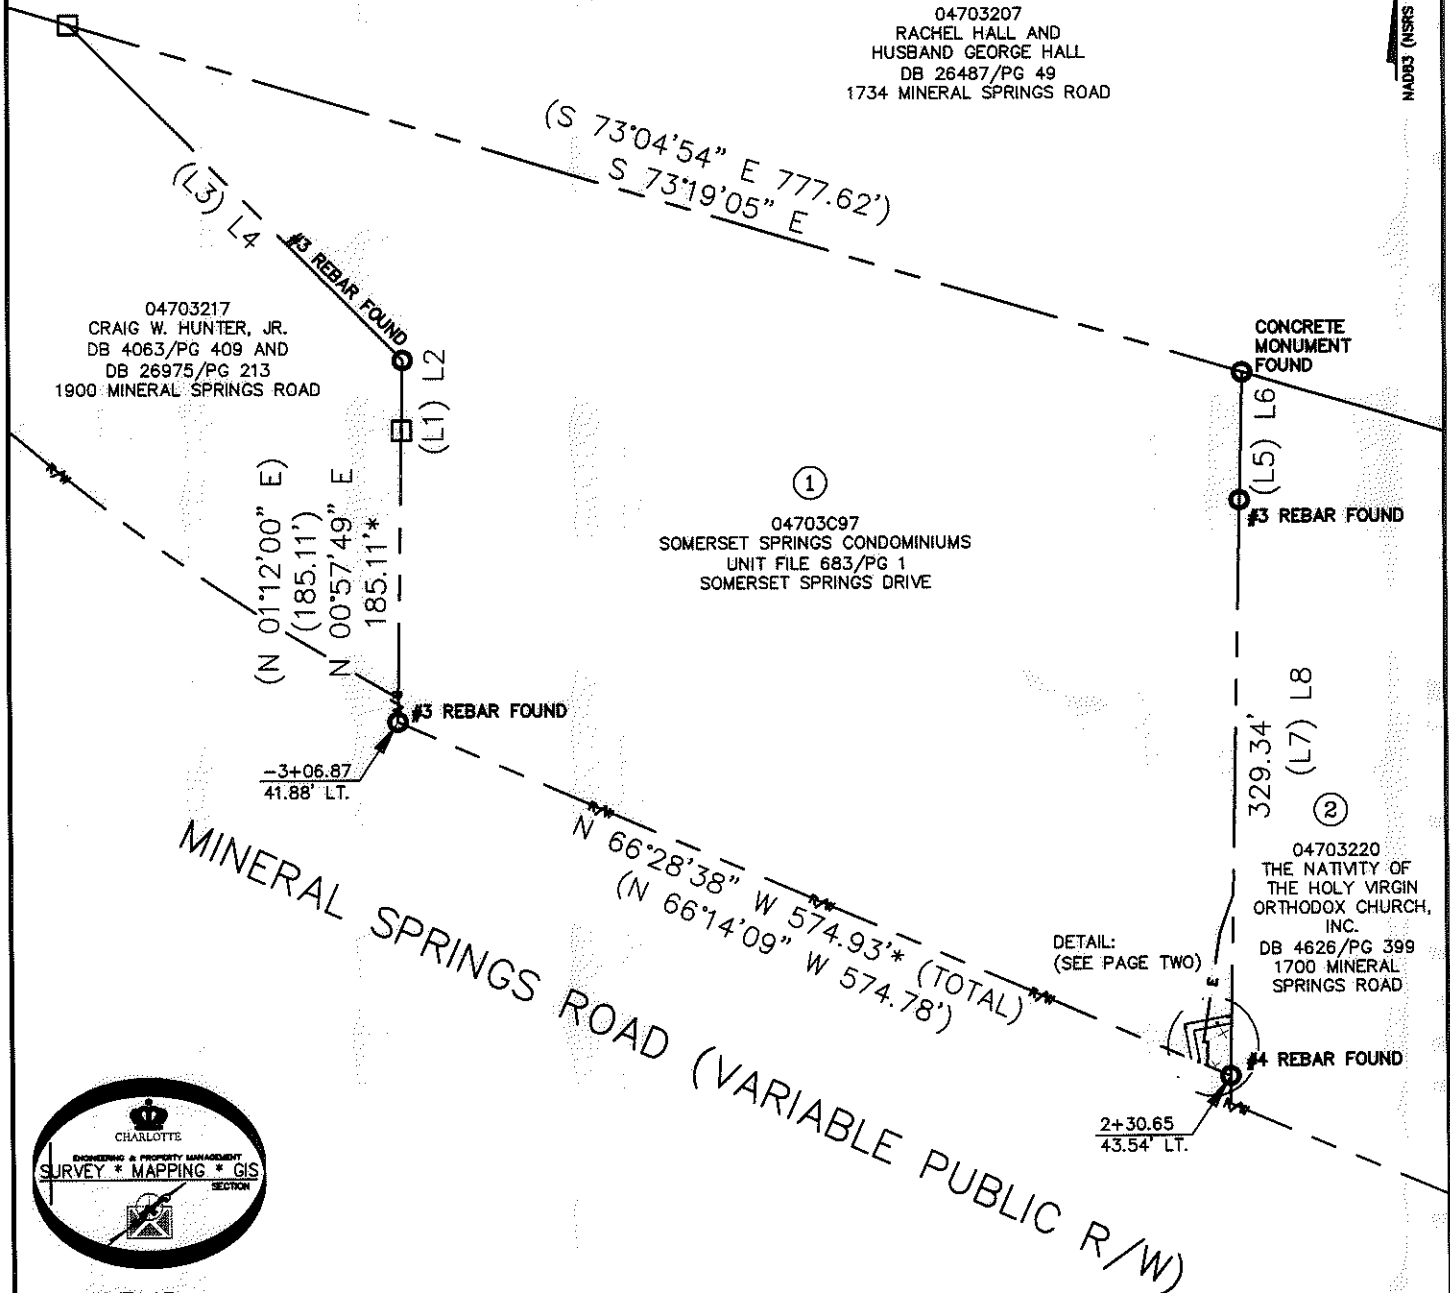 04703207
RACHEL HALL AND
HUSBAND GEORGE HALL
DB 26487/PG 49
1734 MINERAL SPRINGS ROAD
NAD83 (NSRS
(S 73°04'54" E 777.62')
S 73°19'05" E
(L3) L4
#3 REBAR FOUND
04703217
CRAIG W. HUNTER, JR.
DB 4063/PG 409 AND
DB 26975/PG 213
1900 MINERAL SPRINGS ROAD
(L1) L2
CONCRETE
MONUMENT
FOUND
(L5) L6
#3 REBAR FOUND
R/W
(N 01°12'00" E)
(185.11')
N 00°57'49" E
185.11'*
1
04703C97
SOMERSET SPRINGS CONDOMINIUMS
UNIT FILE 683/PG 1
SOMERSET SPRINGS DRIVE
R/W
#3 REBAR FOUND
-3+06.87
41.88' LT.
329.34'
(L7) L8
2
04703220
THE NATIVITY OF
THE HOLY VIRGIN
ORTHODOX CHURCH,
INC.
DB 4626/PG 399
1700 MINERAL
SPRINGS ROAD
R/W
R/W
R/W
N 66°28'38" W 574.93'* (TOTAL)
(N 66°14'09" W 574.78')
DETAIL:
(SEE PAGE TWO)
E
#4 REBAR FOUND
R/W
2+30.65
43.54' LT.
MINERAL SPRINGS ROAD (VARIABLE PUBLIC R/W)
CHARLOTTE
ENGINEERING & PROPERTY MANAGEMENT
SURVEY * MAPPING * GIS
SECTION